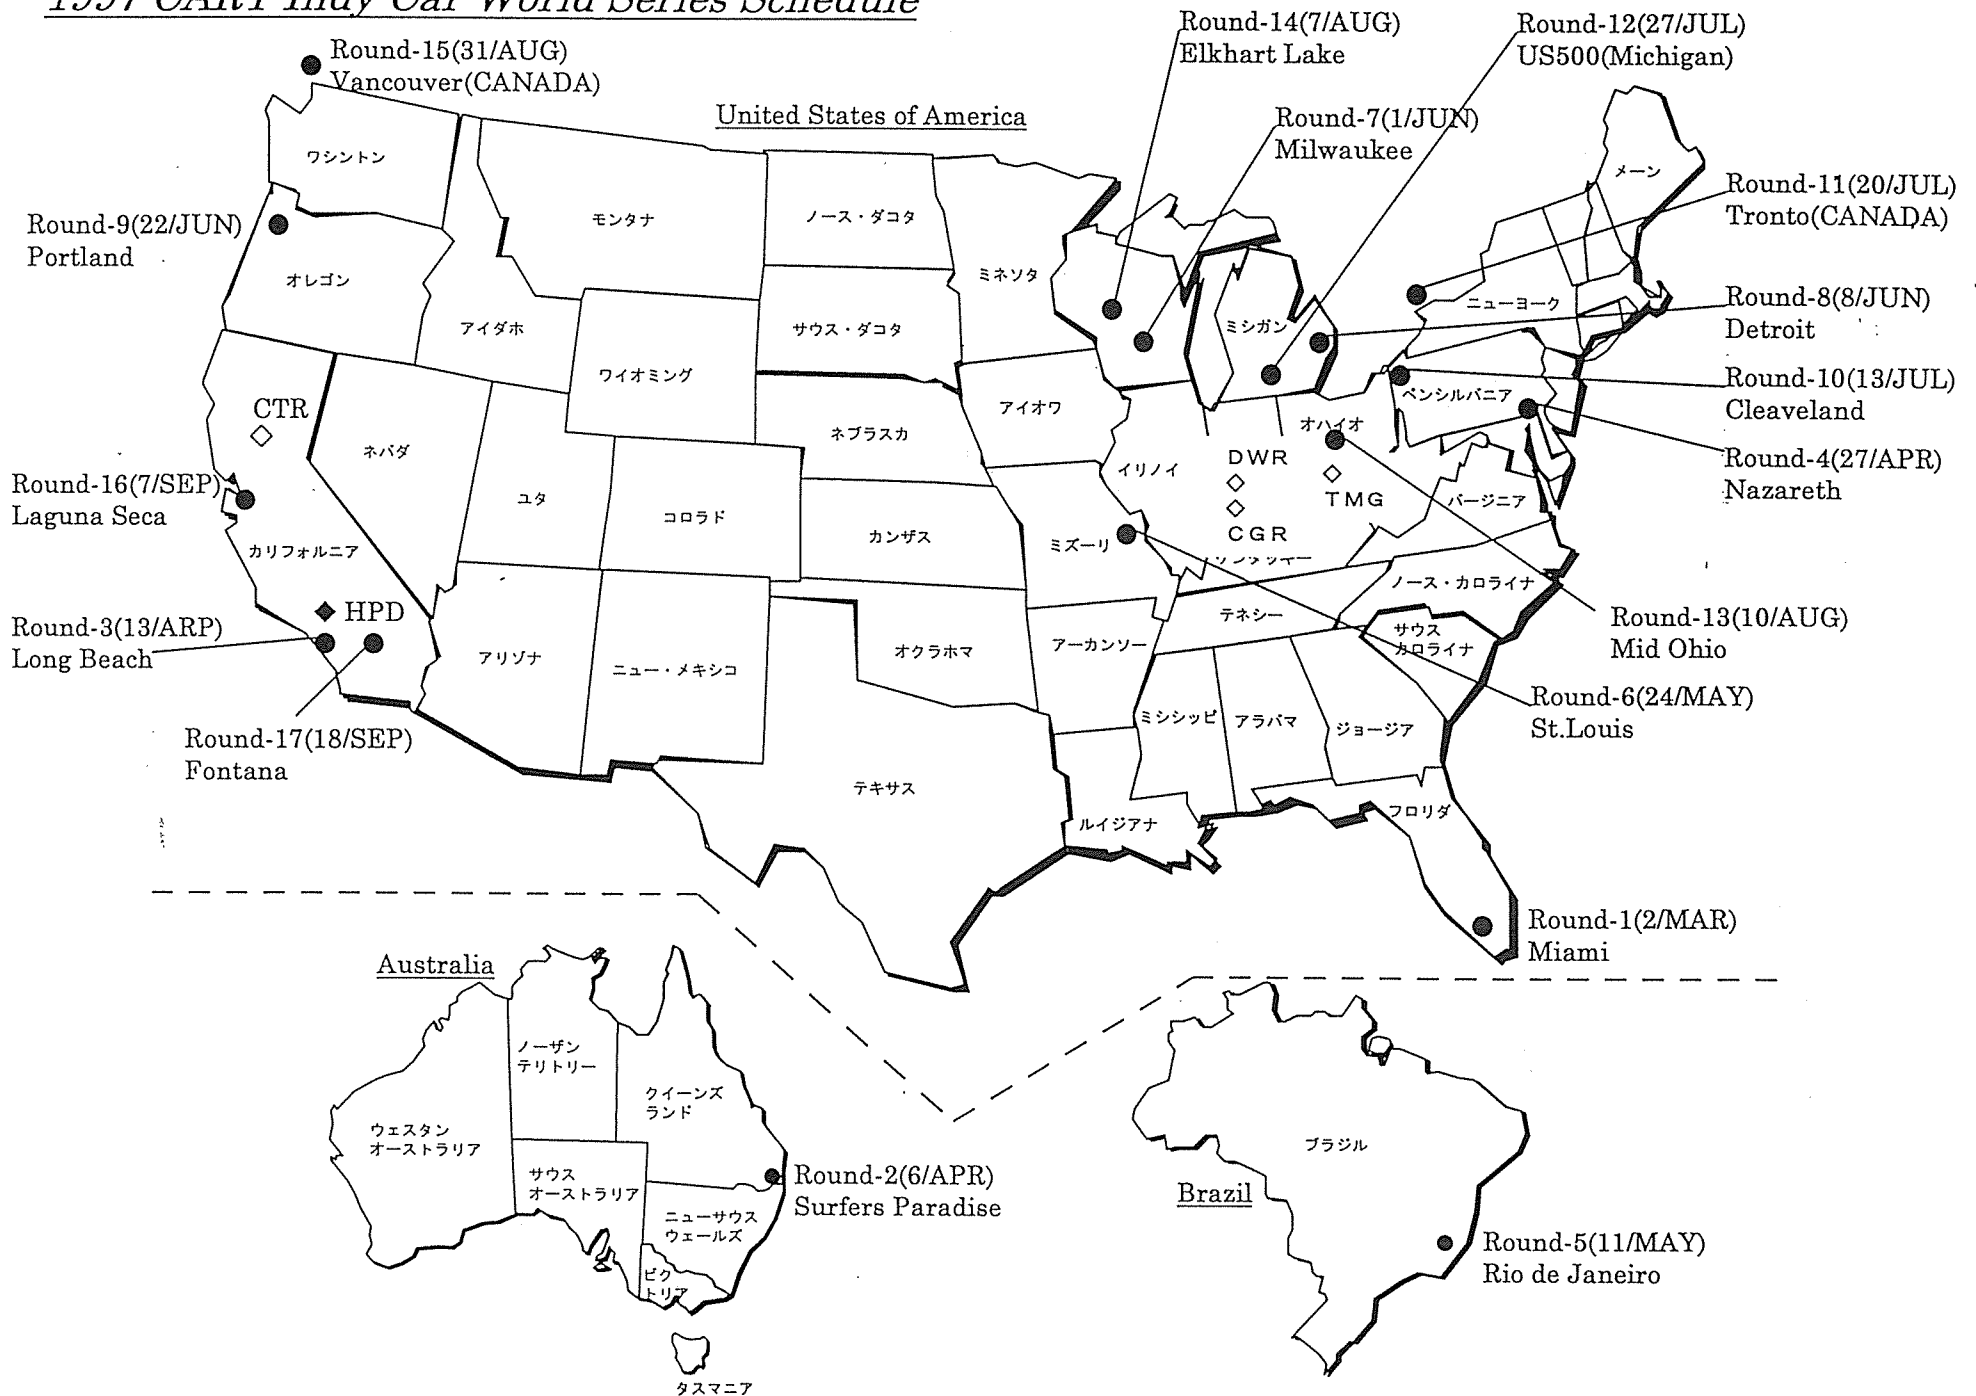 1997 CART Indy Car World Series Schedule
Round-15(31/AUG)
Vancouver(CANADA)
United States of America
Round-14(7/AUG)
Elkhart Lake
Round-12(27/JUL)
US500(Michigan)
Round-7(1/JUN)
Milwaukee
Round-11(20/JUL)
Tronto(CANADA)
Round-9(22/JUN)
Portland
Round-8(8/JUN)
Detroit
Round-10(13/JUL)
Cleaveland
Round-4(27/APR)
Nazareth
Round-16(7/SEP)
Laguna Seca
Round-3(13/ARP)
Long Beach
Round-17(18/SEP)
Fontana
Round-13(10/AUG)
Mid Ohio
Round-6(24/MAY)
St.Louis
Round-1(2/MAR)
Miami
ワシントン
モンタナ
ノース・ダコタ
ミネソタ
メーン
オレゴン
アイダホ
サウス・ダコタ
ミシガン
ニューヨーク
ワイオミング
アイオワ
ペンシルバニア
CTR
ネバダ
ネブラスカ
オハイオ
イリノイ
DWR
CGR
TMG
バージニア
ユタ
コロラド
カンザス
ミズーリ
カリフォルニア
HPD
ノース・カロライナ
テネシー
サウス
カロライナ
アリゾナ
ニュー・メキシコ
オクラホマ
アーカンソー
ミシシッピ
アラバマ
ジョージア
テキサス
ルイジアナ
フロリダ
Australia
ノーザン
テリトリー
クイーンズ
ランド
ウェスタン
オーストラリア
サウス
オーストラリア
ニューサウス
ウェールズ
ビク
トリア
タスマニア
Round-2(6/APR)
Surfers Paradise
ブラジル
Brazil
Round-5(11/MAY)
Rio de Janeiro